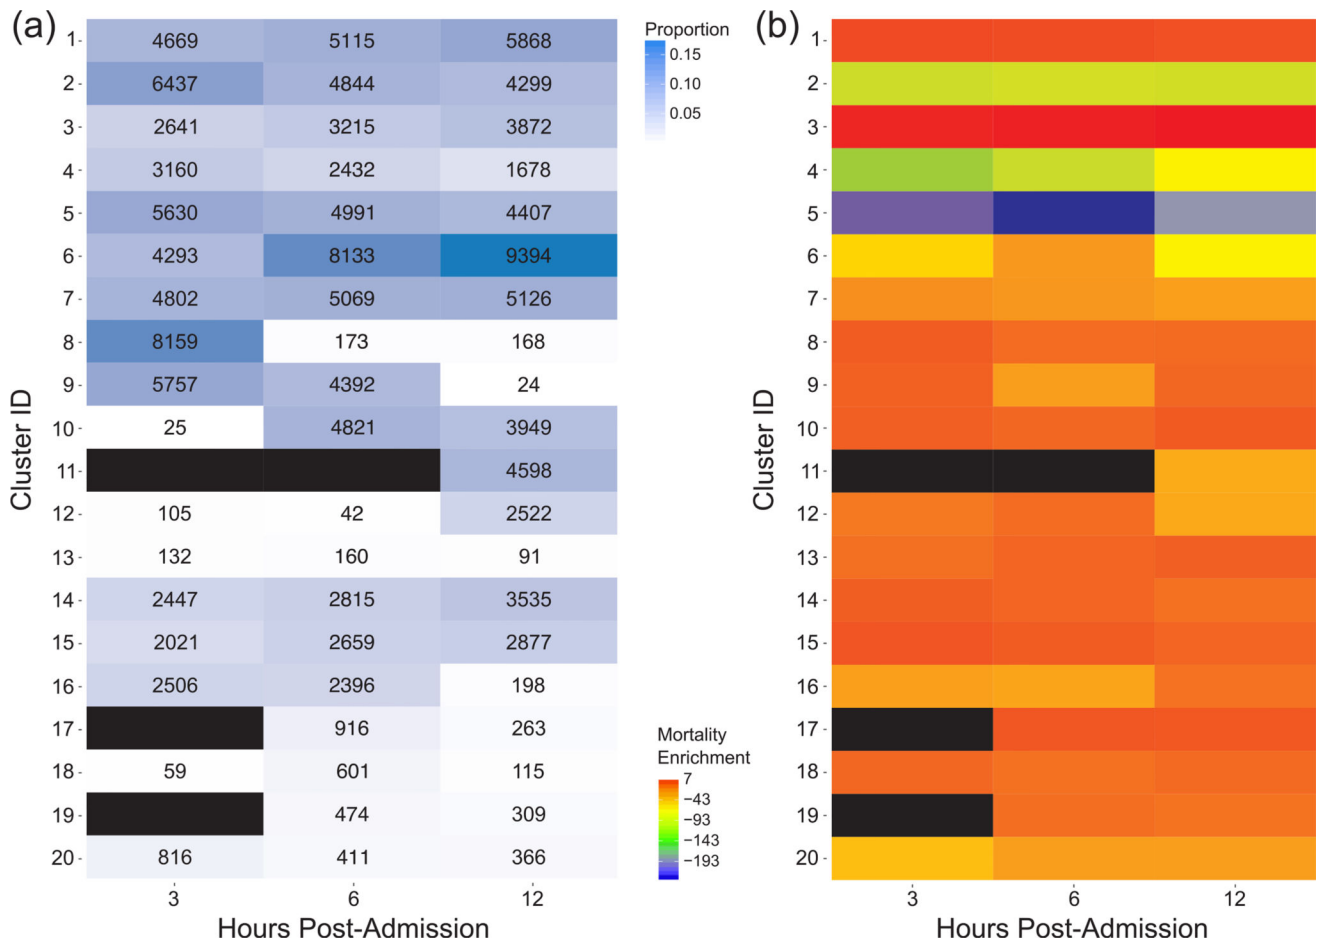 (a)
Proportion
0.15
0.10
0.05
1 4669 5115 5868
2 6437 4844 4299
3 2641 3215 3872
4 3160 2432 1678
5 5630 4991 4407
6 4293 8133 9394
7 4802 5069 5126
8 8159 173 168
9 5757 4392 24
10 25 4821 3949
11 4598
12 105 42 2522
13 132 160 91
14 2447 2815 3535
15 2021 2659 2877
16 2506 2396 198
17 916 263
18 59 601 115
19 474 309
20 816 411 366
Cluster ID
3 6 12
Hours Post-Admission
Mortality
Enrichment
7
−43
−93
−143
−193
(b)
1
2
3
4
5
6
7
8
9
10
11
12
13
14
15
16
17
18
19
20
Cluster ID
3 6 12
Hours Post-Admission